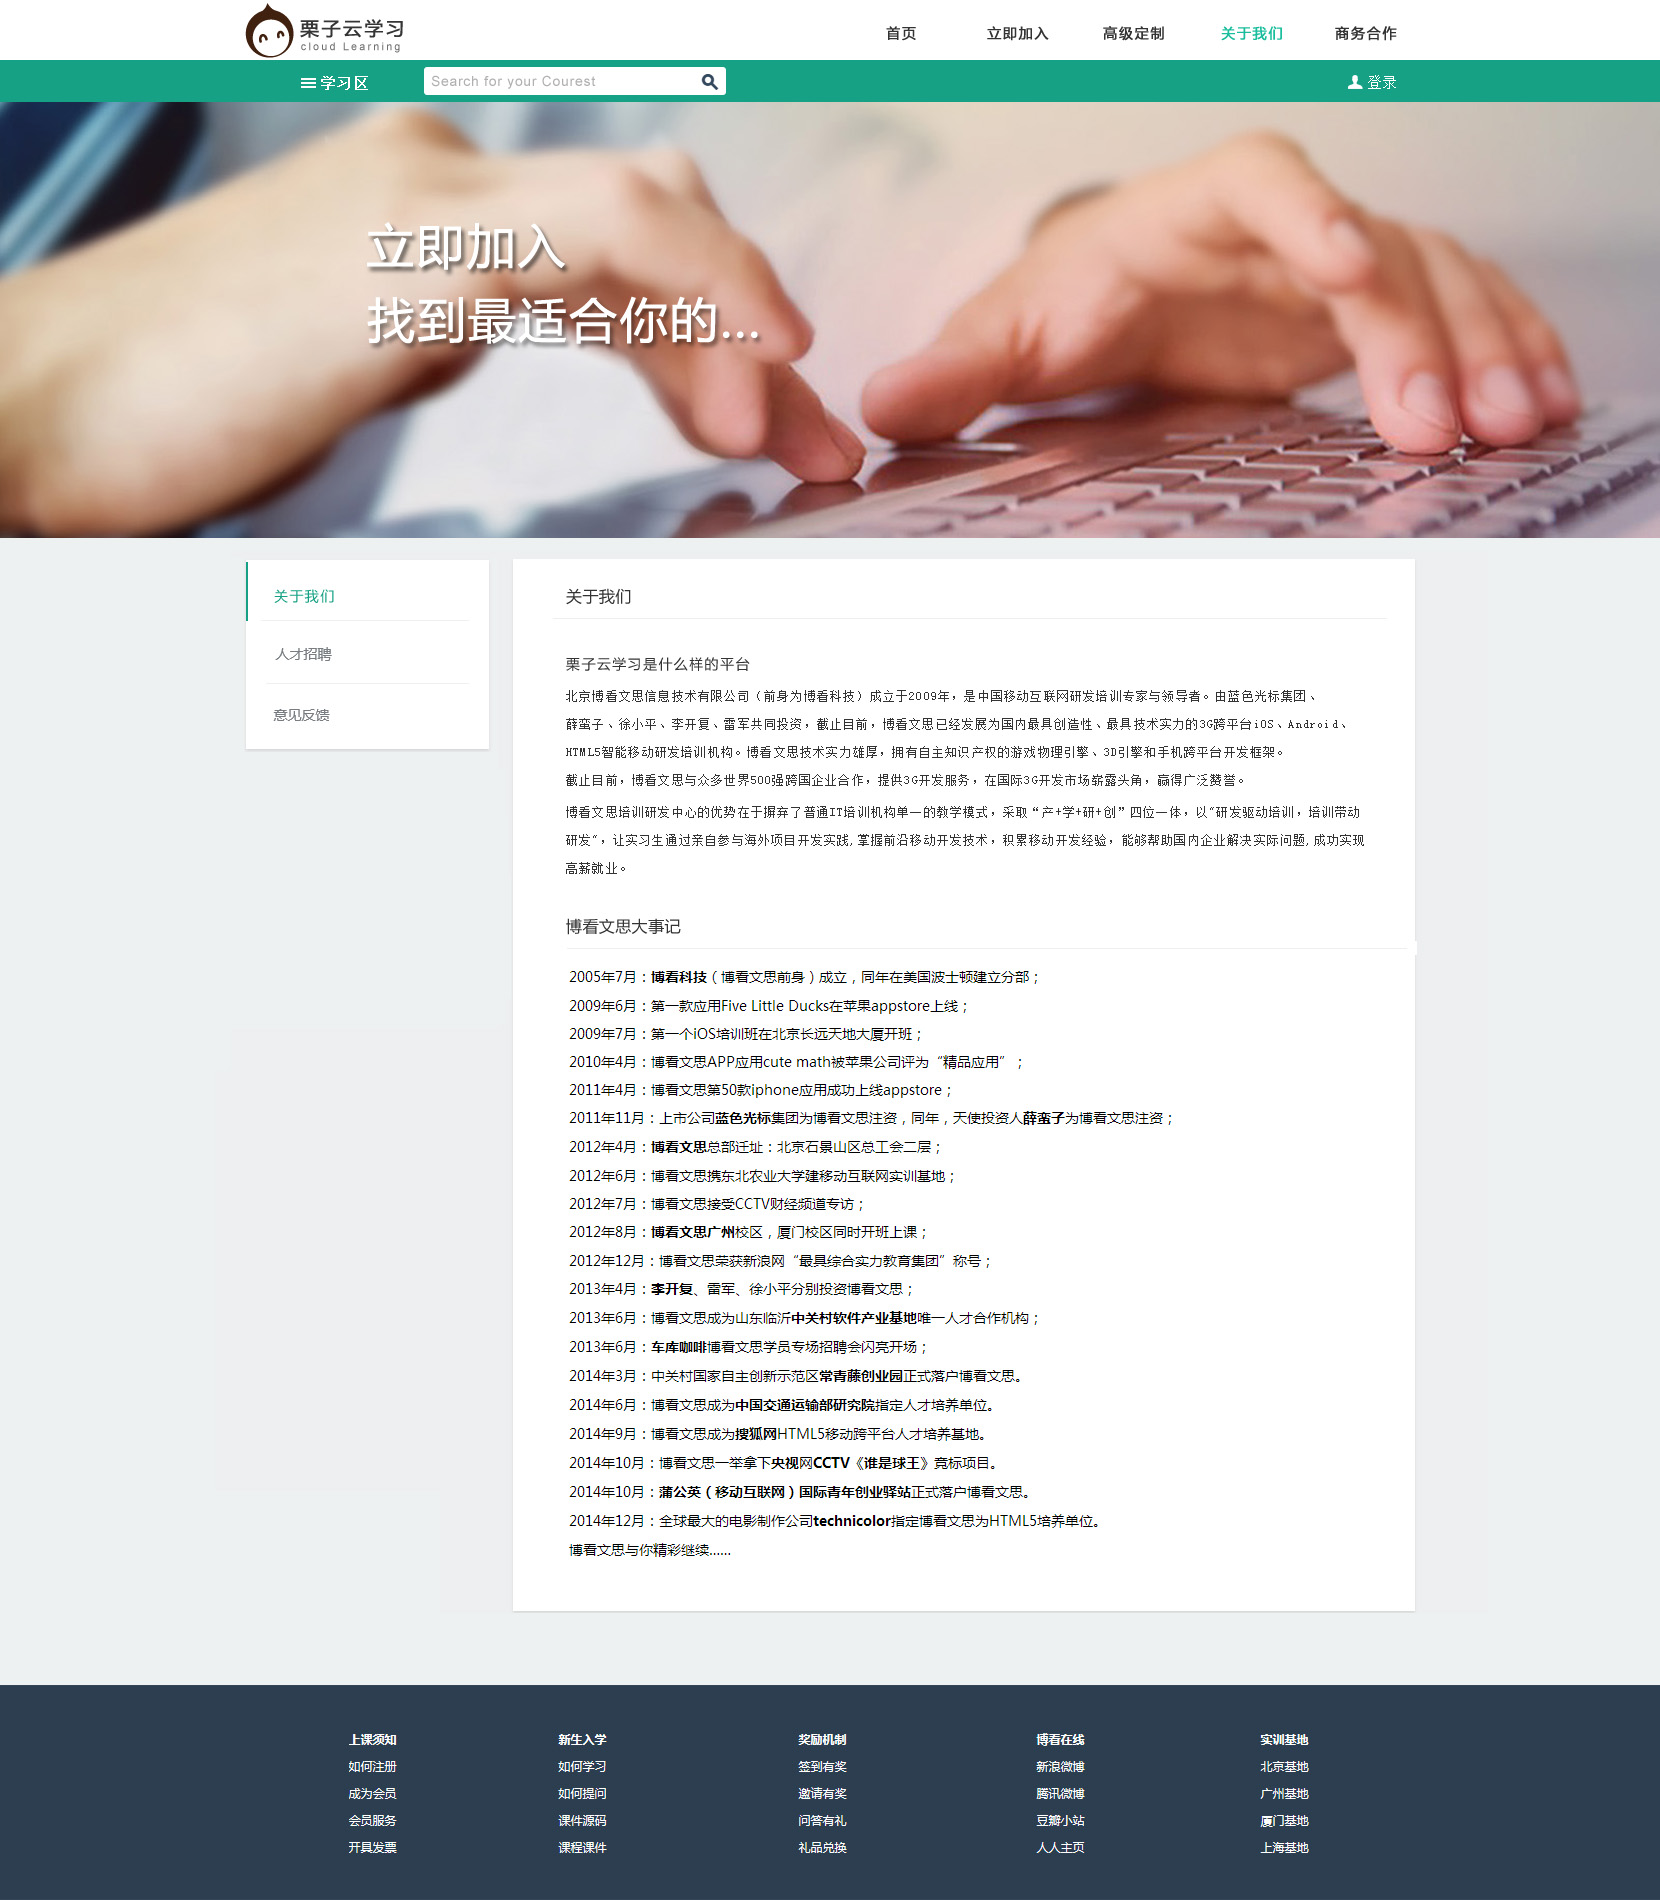 栗子云学习
cloud Learning
首页 立即加入 高级定制 关于我们 商务合作
学习区 Search for your Courest 登录
立即加入
找到最适合你的...
关于我们
人才招聘
意见反馈
关于我们
栗子云学习是什么样的平台
北京博看文思信息技术有限公司（前身为博看科技）成立于2009年，是中国移动互联网研发培训专家与领导者。由蓝色光标集团、
薛蛮子、徐小平、李开复、雷军共同投资，截止目前，博看文思已经发展为国内最具创造性、最具技术实力的3G跨平台iOS、Android、
HTML5智能移动研发培训机构。博看文思技术实力雄厚，拥有自主知识产权的游戏物理引擎、3D引擎和手机跨平台开发框架。
截止目前，博看文思与众多世界500强跨国企业合作，提供3G开发服务，在国际3G开发市场崭露头角，赢得广泛赞誉。
博看文思培训研发中心的优势在于摒弃了普通IT培训机构单一的教学模式，采取“产+学+研+创”四位一体，以“研发驱动培训，培训带动
研发”，让实习生通过亲自参与海外项目开发实践,掌握前沿移动开发技术，积累移动开发经验，能够帮助国内企业解决实际问题,成功实现
高薪就业。
博看文思大事记
2005年7月：博看科技（博看文思前身）成立，同年在美国波士顿建立分部；
2009年6月：第一款应用Five Little Ducks在苹果appstore上线；
2009年7月：第一个iOS培训班在北京长远天地大厦开班；
2010年4月：博看文思APP应用cute math被苹果公司评为“精品应用”；
2011年4月：博看文思第50款iphone应用成功上线appstore；
2011年11月：上市公司蓝色光标集团为博看文思注资，同年，天使投资人薛蛮子为博看文思注资；
2012年4月：博看文思总部迁址：北京石景山区总工会二层；
2012年6月：博看文思携东北农业大学建移动互联网实训基地；
2012年7月：博看文思接受CCTV财经频道专访；
2012年8月：博看文思广州校区，厦门校区同时开班上课；
2012年12月：博看文思荣获新浪网“最具综合实力教育集团”称号；
2013年4月：李开复、雷军、徐小平分别投资博看文思；
2013年6月：博看文思成为山东临沂中关村软件产业基地唯一人才合作机构；
2013年6月：车库咖啡博看文思学员专场招聘会闪亮开场；
2014年3月：中关村国家自主创新示范区常青藤创业园正式落户博看文思。
2014年6月：博看文思成为中国交通运输部研究院指定人才培养单位。
2014年9月：博看文思成为搜狐网HTML5移动跨平台人才培养基地。
2014年10月：博看文思一举拿下央视网CCTV《谁是球王》竞标项目。
2014年10月：蒲公英（移动互联网）国际青年创业驿站正式落户博看文思。
2014年12月：全球最大的电影制作公司technicolor指定博看文思为HTML5培养单位。
博看文思与你精彩继续......
上课须知 新生入学 奖励机制 博看在线 实训基地
如何注册 如何学习 签到有奖 新浪微博 北京基地
成为会员 如何提问 邀请有奖 腾讯微博 广州基地
会员服务 课件源码 问答有礼 豆瓣小站 厦门基地
开具发票 课程课件 礼品兑换 人人主页 上海基地